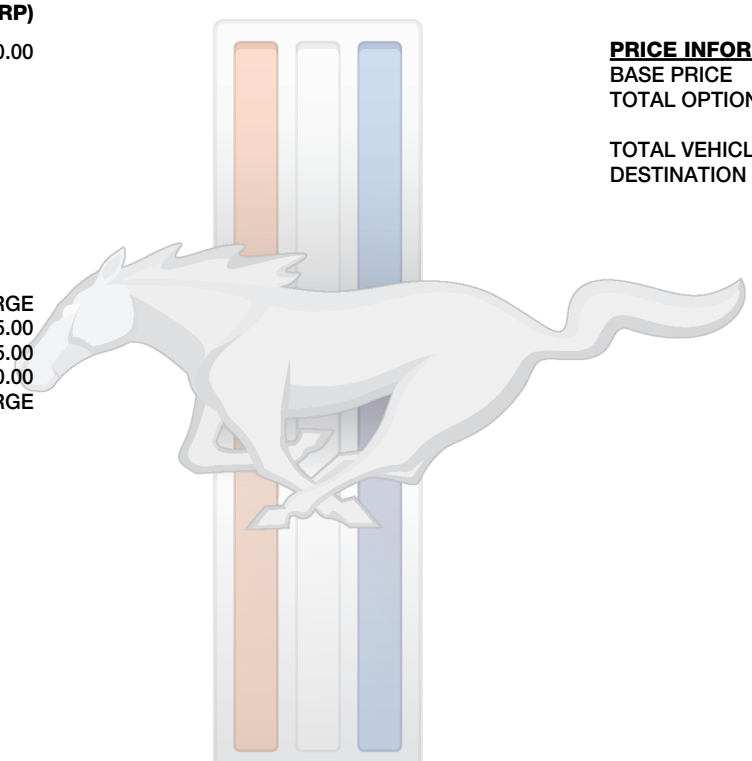 RP)
0.00
RGE
5.00
5.00
0.00
RGE
PRICE INFOR
BASE PRICE
TOTAL OPTION
TOTAL VEHICL
DESTINATION